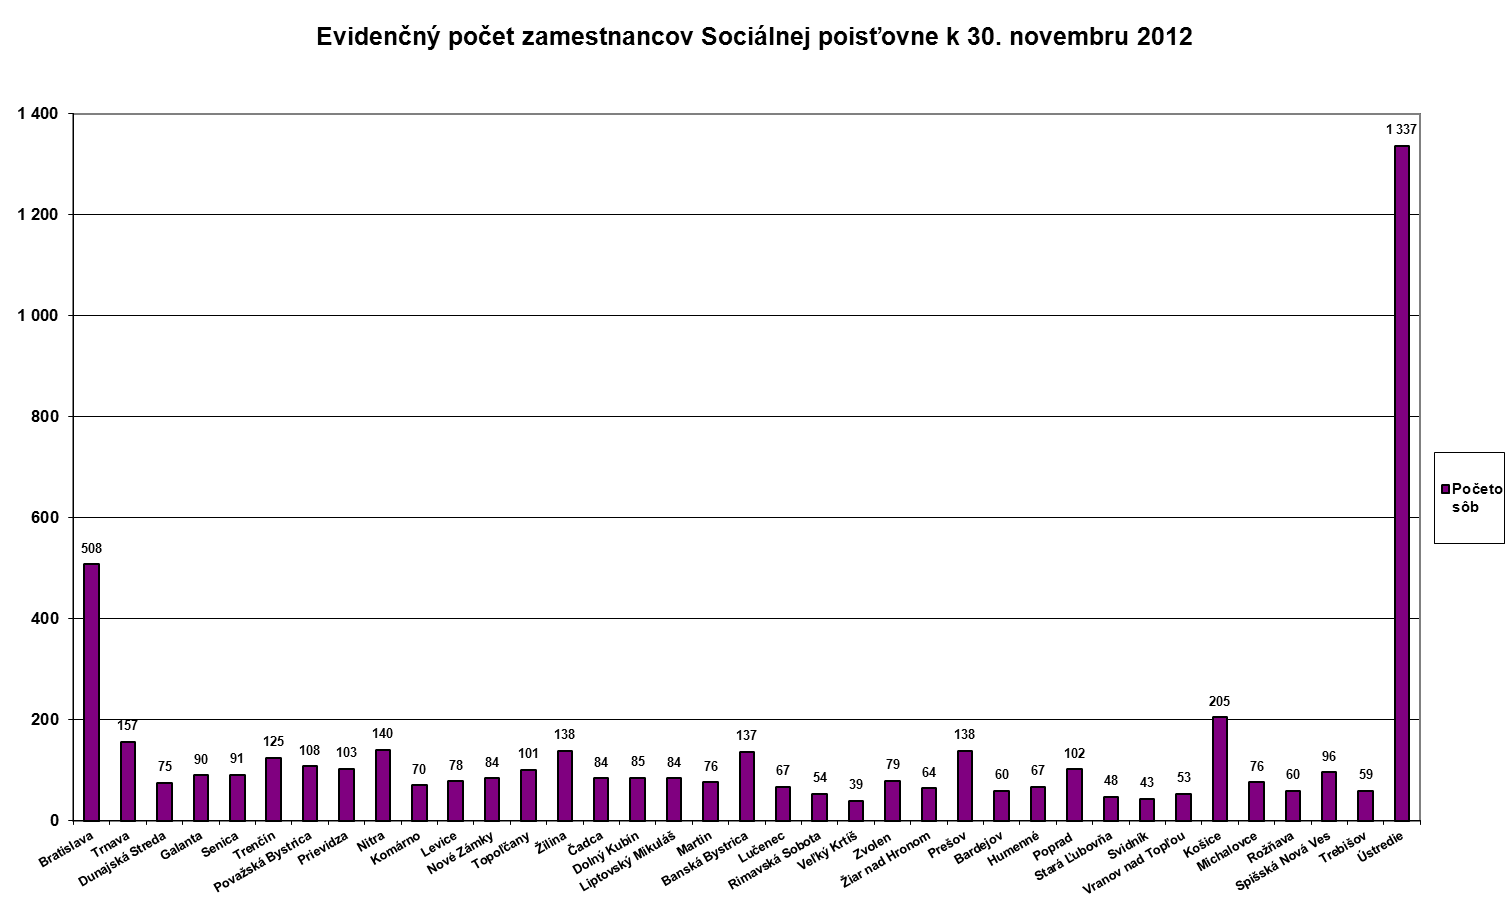 Evidenčný počet zamestnancov Sociálnej poisťovne k 30. novembru 2012
1 400
1 200
1 000
800
600
400
200
0
508
157
75
90
91
125
108
103
140
70
78
84
101
138
84
85
84
76
137
67
54
39
79
64
138
60
67
102
48
43
53
205
76
60
96
59
1 337
Bratislava
Trnava
Dunajská Streda
Galanta
Senica
Trenčín
Považská Bystrica
Prievidza
Nitra
Komárno
Levice
Nové Zámky
Topoľčany
Žilina
Čadca
Dolný Kubín
Liptovský Mikuláš
Martin
Banská Bystrica
Lučenec
Rimavská Sobota
Veľký Krtíš
Zvolen
Žiar nad Hronom
Prešov
Bardejov
Humenné
Poprad
Stará Ľubovňa
Svidník
Vranov nad Topľou
Košice
Michalovce
Rožňava
Spišská Nová Ves
Trebišov
Ústredie
Početo
sôb